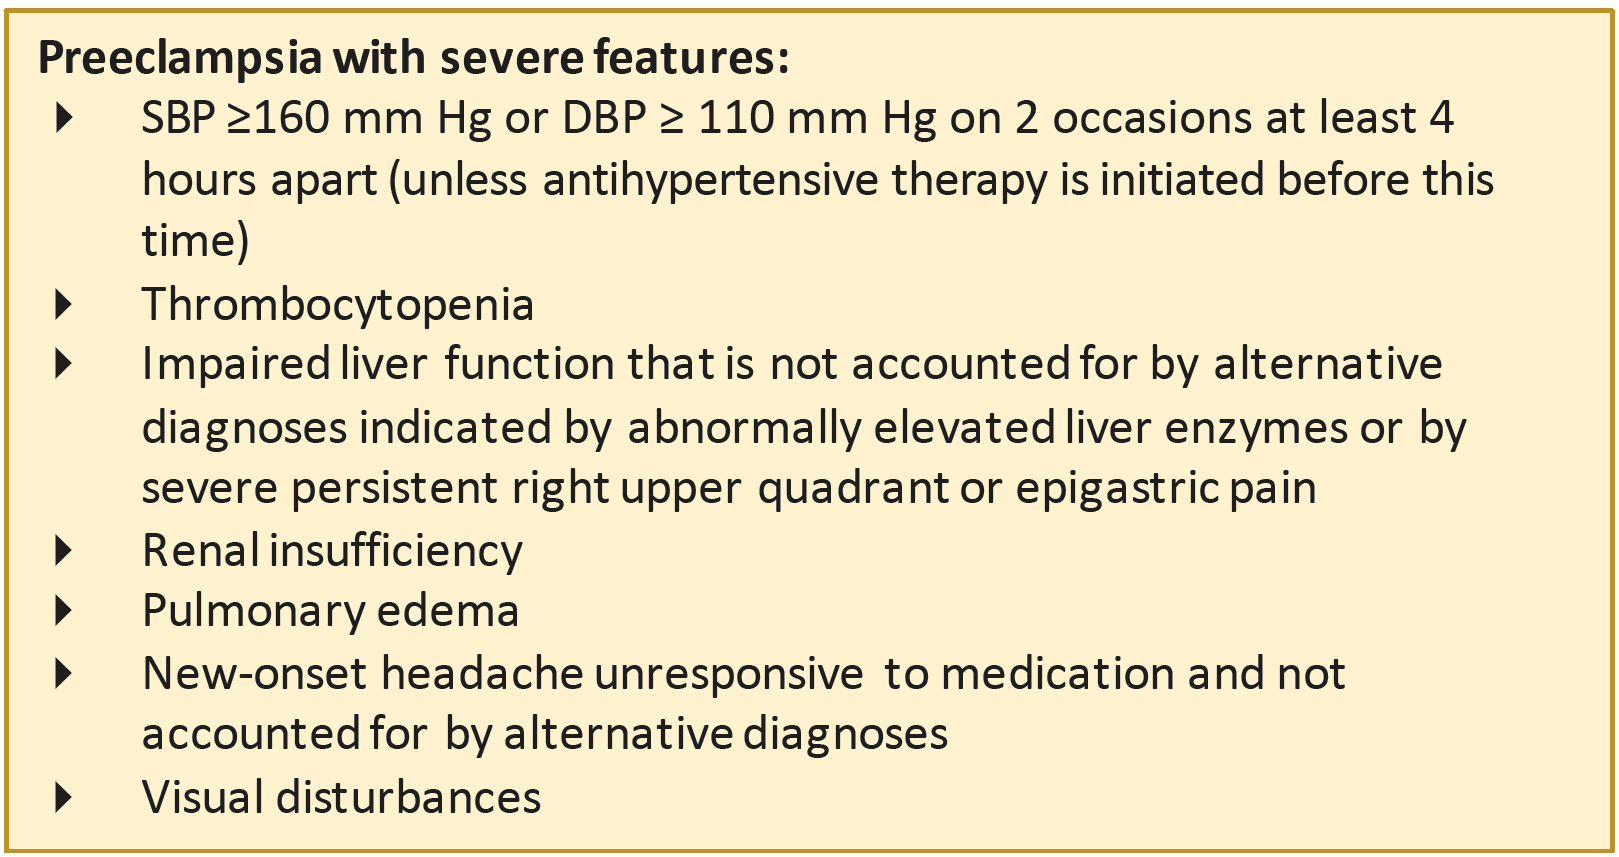 Preeclampsia with severe features:
SBP ≥160 mm Hg or DBP ≥ 110 mm Hg on 2 occasions at least 4
hours apart (unless antihypertensive therapy is initiated before this
time)
Thrombocytopenia
Impaired liver function that is not accounted for by alternative
diagnoses indicated by abnormally elevated liver enzymes or by
severe persistent right upper quadrant or epigastric pain
Renal insufficiency
Pulmonary edema
New-onset headache unresponsive to medication and not
accounted for by alternative diagnoses
Visual disturbances